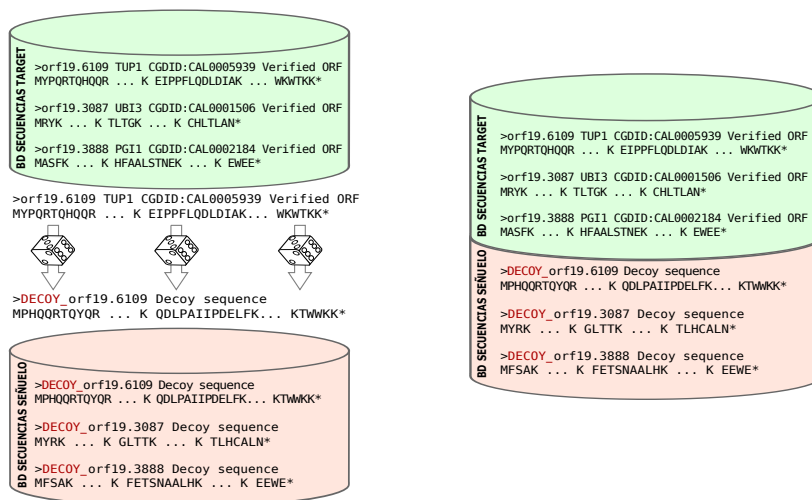 BD SECUENCIAS TARGET
>orf19.6109 TUP1 CGDID:CAL0005939 Verified ORF
MYPQRTQHQQR ... K EIPPFLQDLDIAK ... WKWTKK*
>orf19.3087 UBI3 CGDID:CAL0001506 Verified ORF
MRYK ... K TLTGK ... K CHLTLAN*
>orf19.3888 PGI1 CGDID:CAL0002184 Verified ORF
MASFK ... K HFAALSTNEK ... K EWEE*
>orf19.6109 TUP1 CGDID:CAL0005939 Verified ORF
MYPQRTQHQQR ... K EIPPFLQDLDIAK... WKWTKK*
>DECOY_orf19.6109 Decoy sequence
MPHQQRTQYQR ... K QDLPAIIPDELFK... KTWWKK*
BD SECUENCIAS SEÑUELO
>DECOY_orf19.6109 Decoy sequence
MPHQQRTQYQR ... K QDLPAIIPDELFK... KTWWKK*
>DECOY_orf19.3087 Decoy sequence
MYRK ... K GLTTK ... K TLHCALN*
>DECOY_orf19.3888 Decoy sequence
MFSAK ... K FETSNAALHK ... K EEWE*
BD SECUENCIAS TARGET
>orf19.6109 TUP1 CGDID:CAL0005939 Verified ORF
MYPQRTQHQQR ... K EIPPFLQDLDIAK ... WKWTKK*
>orf19.3087 UBI3 CGDID:CAL0001506 Verified ORF
MRYK ... K TLTGK ... K CHLTLAN*
>orf19.3888 PGI1 CGDID:CAL0002184 Verified ORF
MASFK ... K HFAALSTNEK ... K EWEE*
BD SECUENCIAS SEÑUELO
>DECOY_orf19.6109 Decoy sequence
MPHQQRTQYQR ... K QDLPAIIPDELFK... KTWWKK*
>DECOY_orf19.3087 Decoy sequence
MYRK ... K GLTTK ... K TLHCALN*
>DECOY_orf19.3888 Decoy sequence
MFSAK ... K FETSNAALHK ... K EEWE*